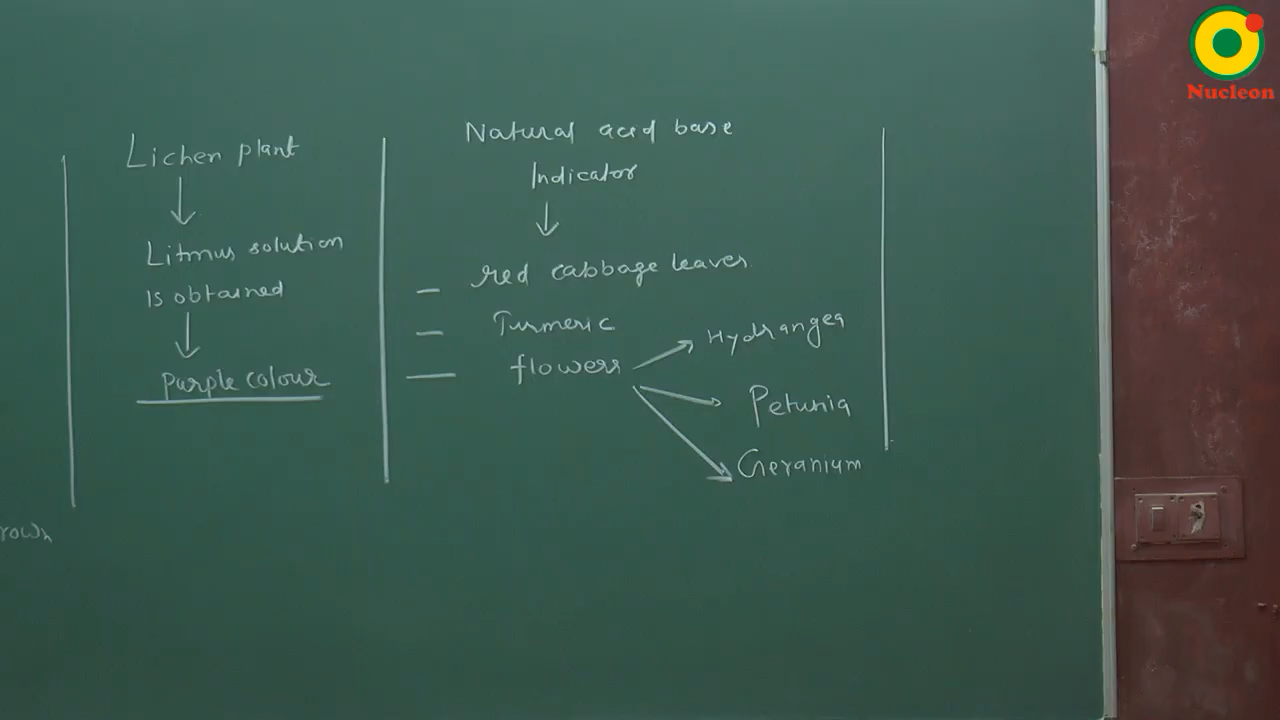 Lichen plant
Litmus solution
is obtained
purple colour
Natural acid base
Indicator
red cabbage leaves
Turmeric
flowers
Hydrangea
Petunia
Geranium
rown
Nucleon